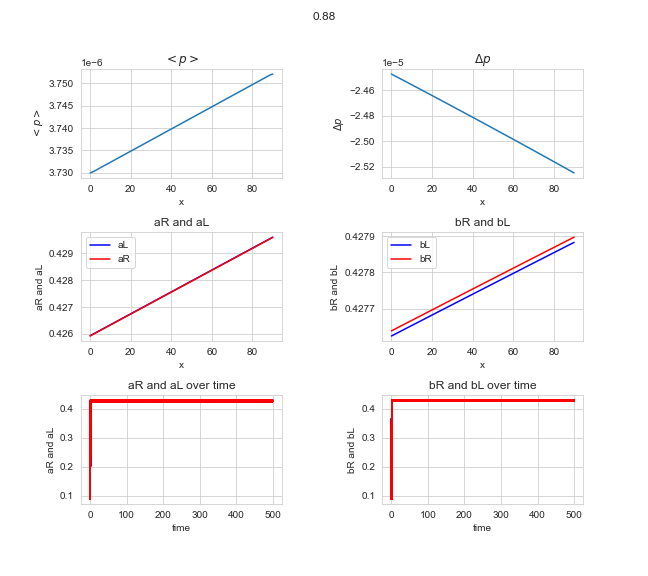 0.88
<p>
Δp
1e−6
1e−5
3.750
3.745
3.740
3.735
3.730
<p>
0 20 40 60 80
x
−2.46
−2.48
−2.50
−2.52
Δp
0 20 40 60 80
x
aR and aL
aL
aR
0.429
0.428
0.427
0.426
aR and aL
0 20 40 60 80
x
bR and bL
bL
bR
0.4279
0.4278
0.4277
bR and bL
0 20 40 60 80
x
aR and aL over time
0.4
0.3
0.2
0.1
aR and aL
0 100 200 300 400 500
time
bR and bL over time
0.4
0.3
0.2
0.1
bR and bL
0 100 200 300 400 500
time